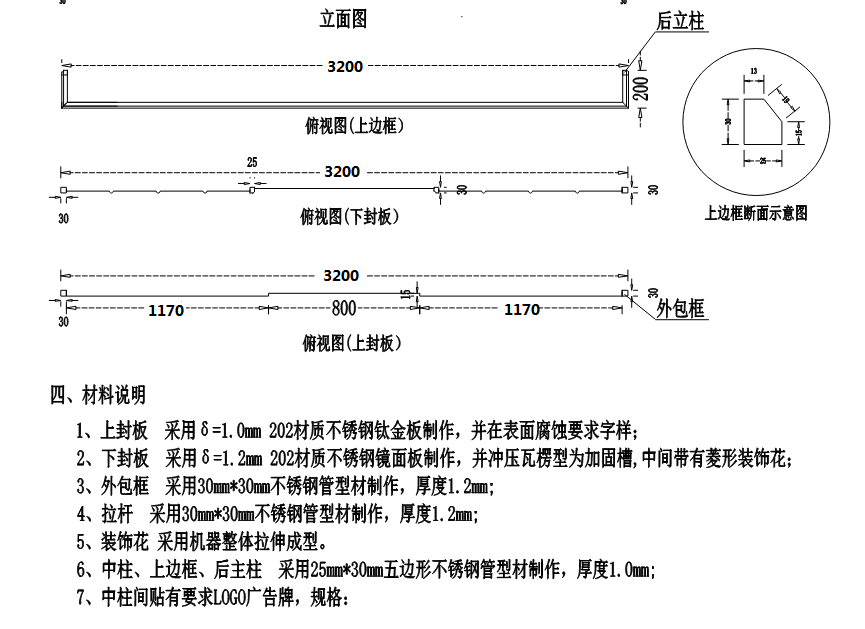 30
30
立面图
后立柱
3200
200
俯视图(上边框)
13
15
30
15
25
上边框断面示意图
25
3200
30
30
30
俯视图(下封板)
3200
15
30
1170
800
1170
30
外包框
俯视图(上封板)
四、材料说明
1、上封板 采用δ=1.0mm 202材质不锈钢钛金板制作，并在表面腐蚀要求字样；
2、下封板 采用δ=1.2mm 202材质不锈钢镜面板制作，并冲压瓦楞型为加固槽,中间带有菱形装饰花；
3、外包框 采用30mm*30mm不锈钢管型材制作，厚度1.2mm;
4、拉杆 采用30mm*30mm不锈钢管型材制作，厚度1.2mm;
5、装饰花 采用机器整体拉伸成型。
6、中柱、上边框、后主柱 采用25mm*30mm五边形不锈钢管型材制作，厚度1.0mm;
7、中柱间贴有要求LOGO广告牌，规格：